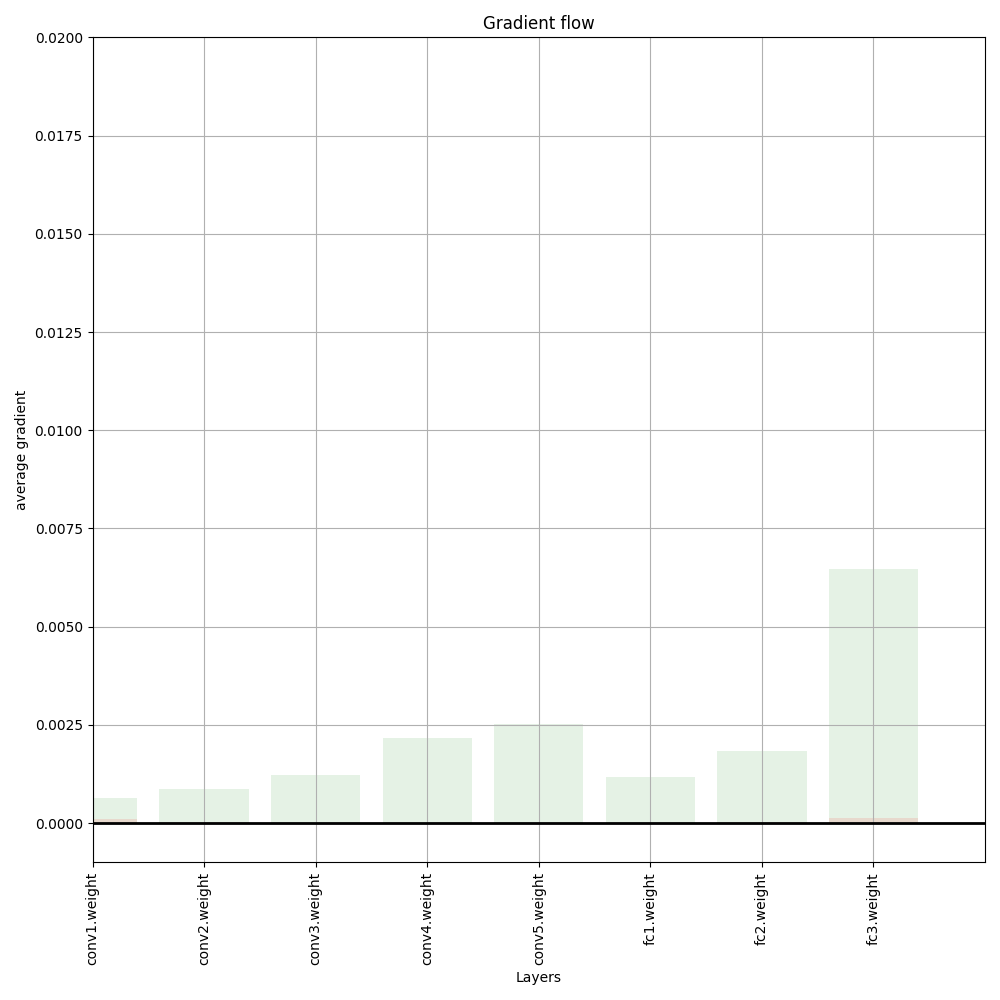 Gradient flow
0.0200
0.0175
0.0150
0.0125
0.0100
0.0075
0.0050
0.0025
0.0000
average gradient
conv1.weight
conv2.weight
conv3.weight
conv4.weight
conv5.weight
fc1.weight
fc2.weight
fc3.weight
Layers